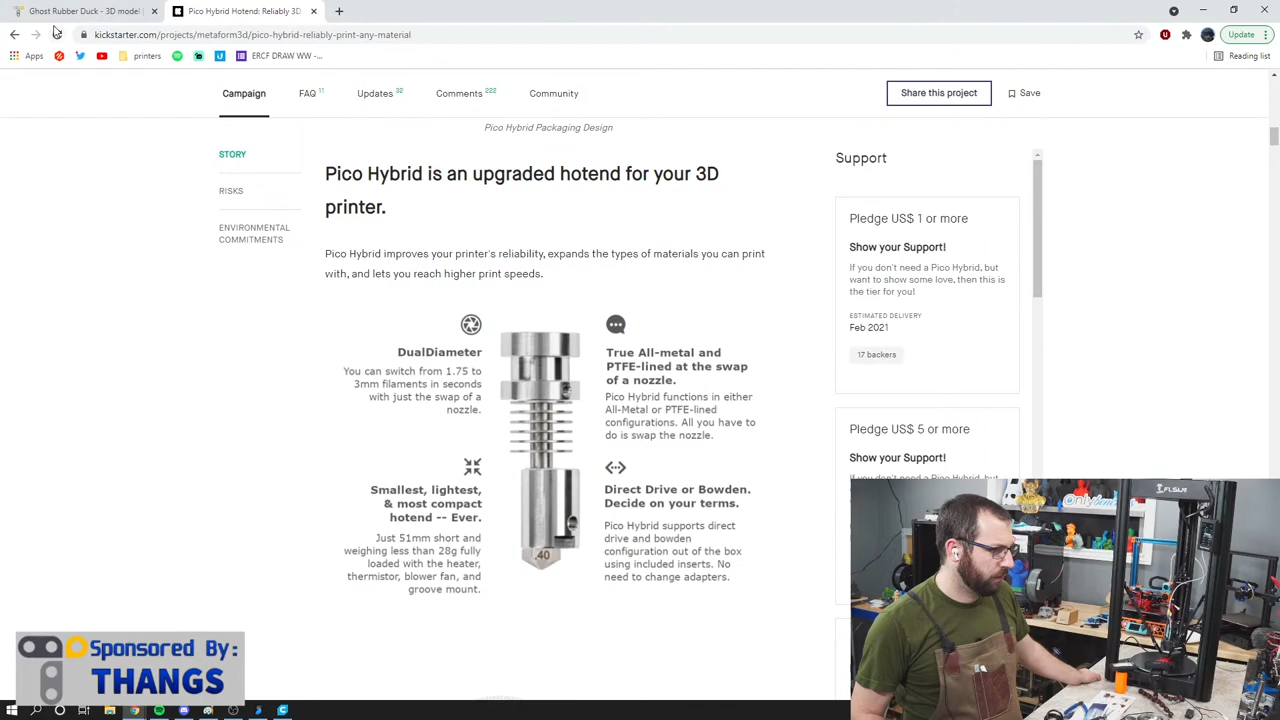 Ghost Rubber Duck - 3D model
Pico Hybrid Hotend: Reliably 3D
kickstarter.com/projects/metaform3d/pico-hybrid-reliably-print-any-material
Update
Apps
printers
ERCF DRAW WW -...
Reading list
Campaign
FAQ 11
Updates 32
Comments 222
Community
Share this project
Save
Pico Hybrid Packaging Design
STORY
RISKS
ENVIRONMENTAL
COMMITMENTS
Pico Hybrid is an upgraded hotend for your 3D
printer.
Pico Hybrid improves your printer's reliability, expands the types of materials you can print
with, and lets you reach higher print speeds.
DualDiameter
You can switch from 1.75 to
3mm filaments in seconds
with just the swap of a
nozzle.
True All-metal and
PTFE-lined at the swap
of a nozzle.
Pico Hybrid functions in either
All-Metal or PTFE-lined
configurations. All you have to
do is swap the nozzle.
Smallest, lightest,
& most compact
hotend -- Ever.
Just 51mm short and
weighing less than 28g fully
loaded with the heater,
thermistor, blower fan, and
groove mount.
Direct Drive or Bowden.
Decide on your terms.
Pico Hybrid supports direct
drive and bowden
configuration out of the box
using included inserts. No
need to change adapters.
.40
Support
Pledge US$ 1 or more
Show your Support!
If you don't need a Pico Hybrid, but
want to show some love, then this is
the tier for you!
ESTIMATED DELIVERY
Feb 2021
17 backers
Pledge US$ 5 or more
Show your Support!
If you don't need a Pico Hybrid, but
FLSUN
Sponsored By:
THANGS